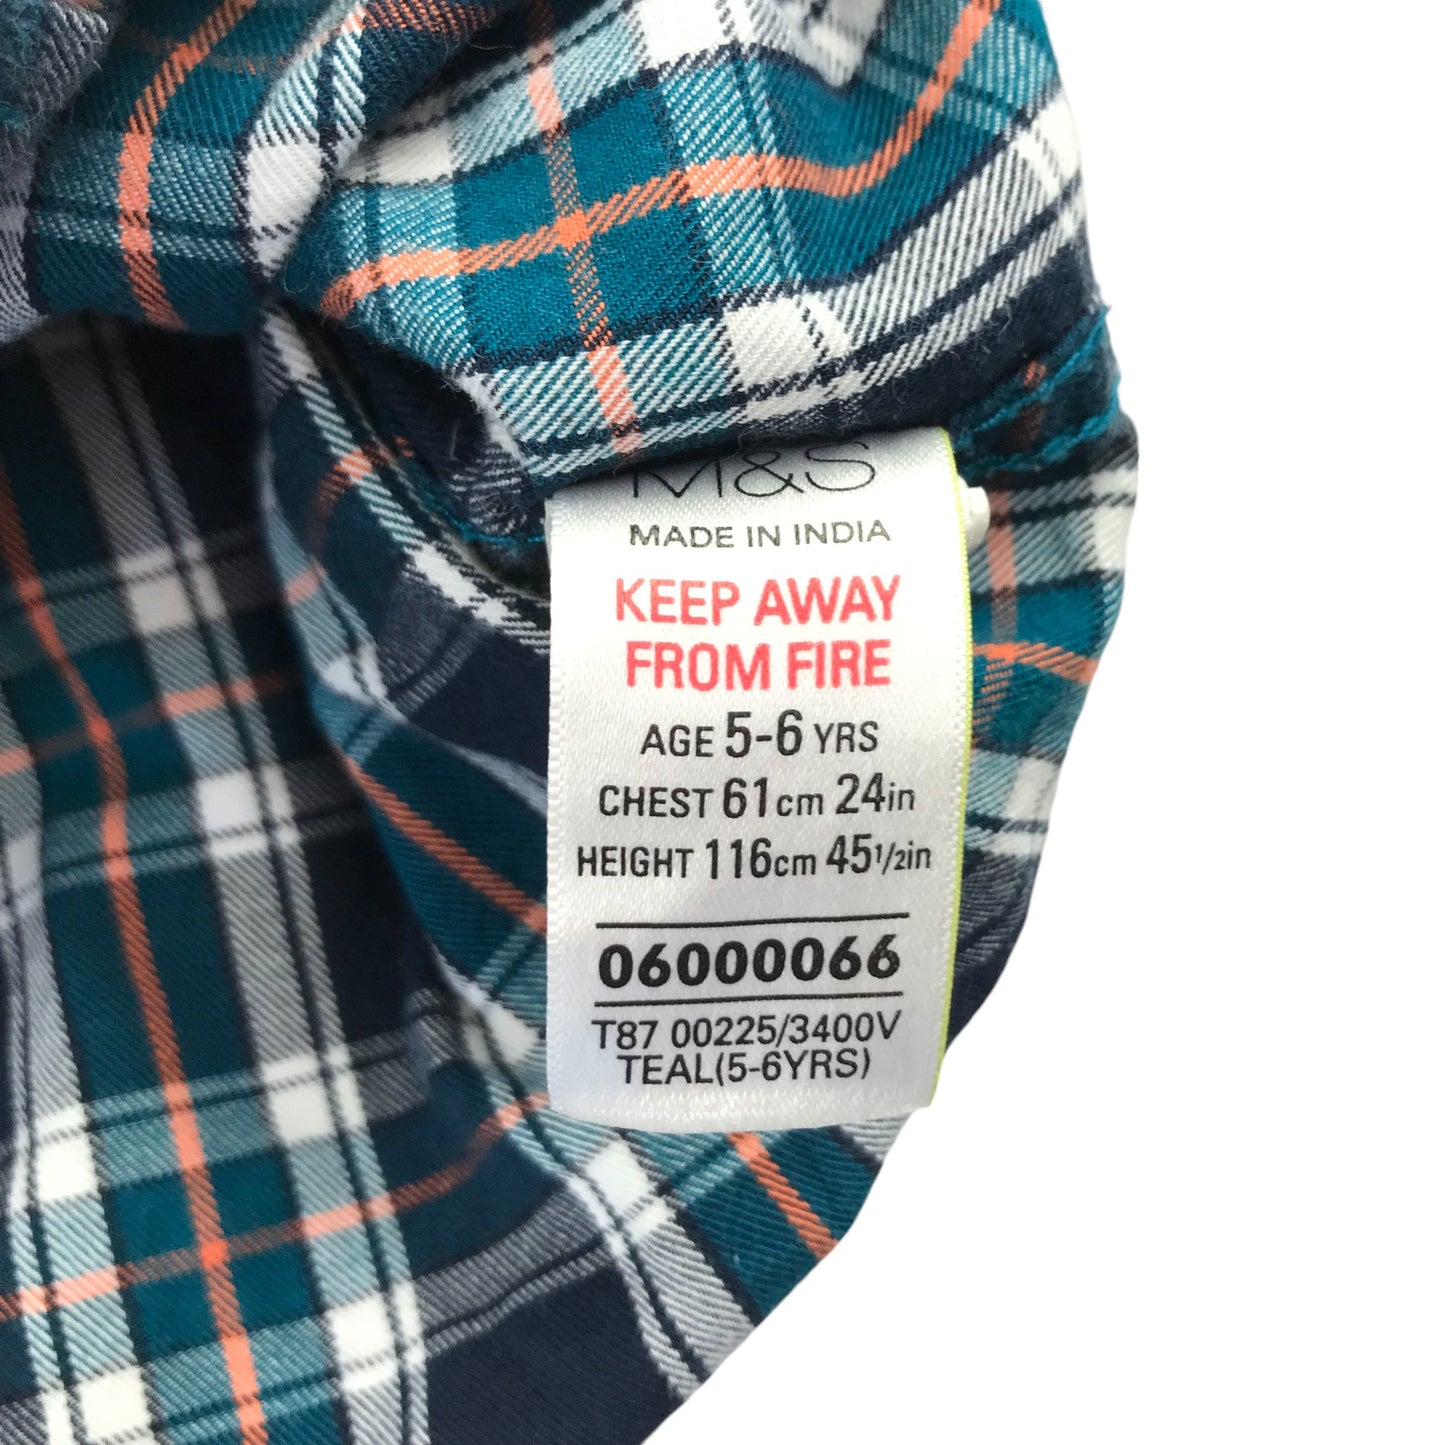 M&S
MADE IN INDIA
KEEP AWAY
FROM FIRE
AGE 5-6 YRS
CHEST 61cm 24in
HEIGHT 116cm 45½in
06000066
T87 00225/3400V
TEAL(5-6YRS)